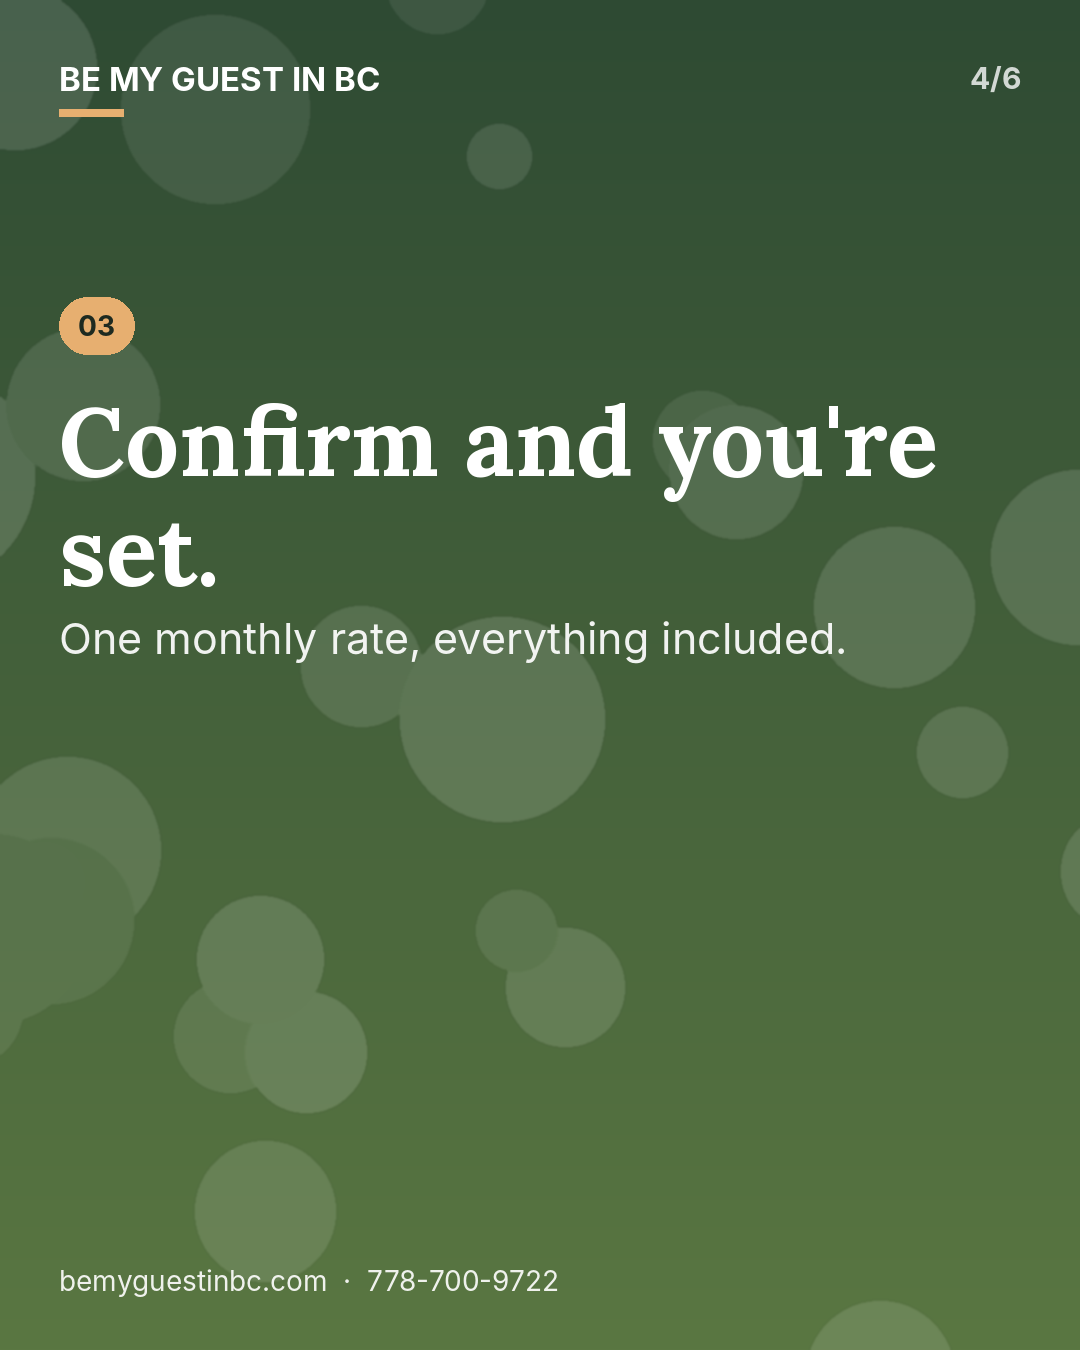 BE MY GUEST IN BC
4/6
03
Confirm and you're
set.
One monthly rate, everything included.
bemyguestinbc.com · 778-700-9722